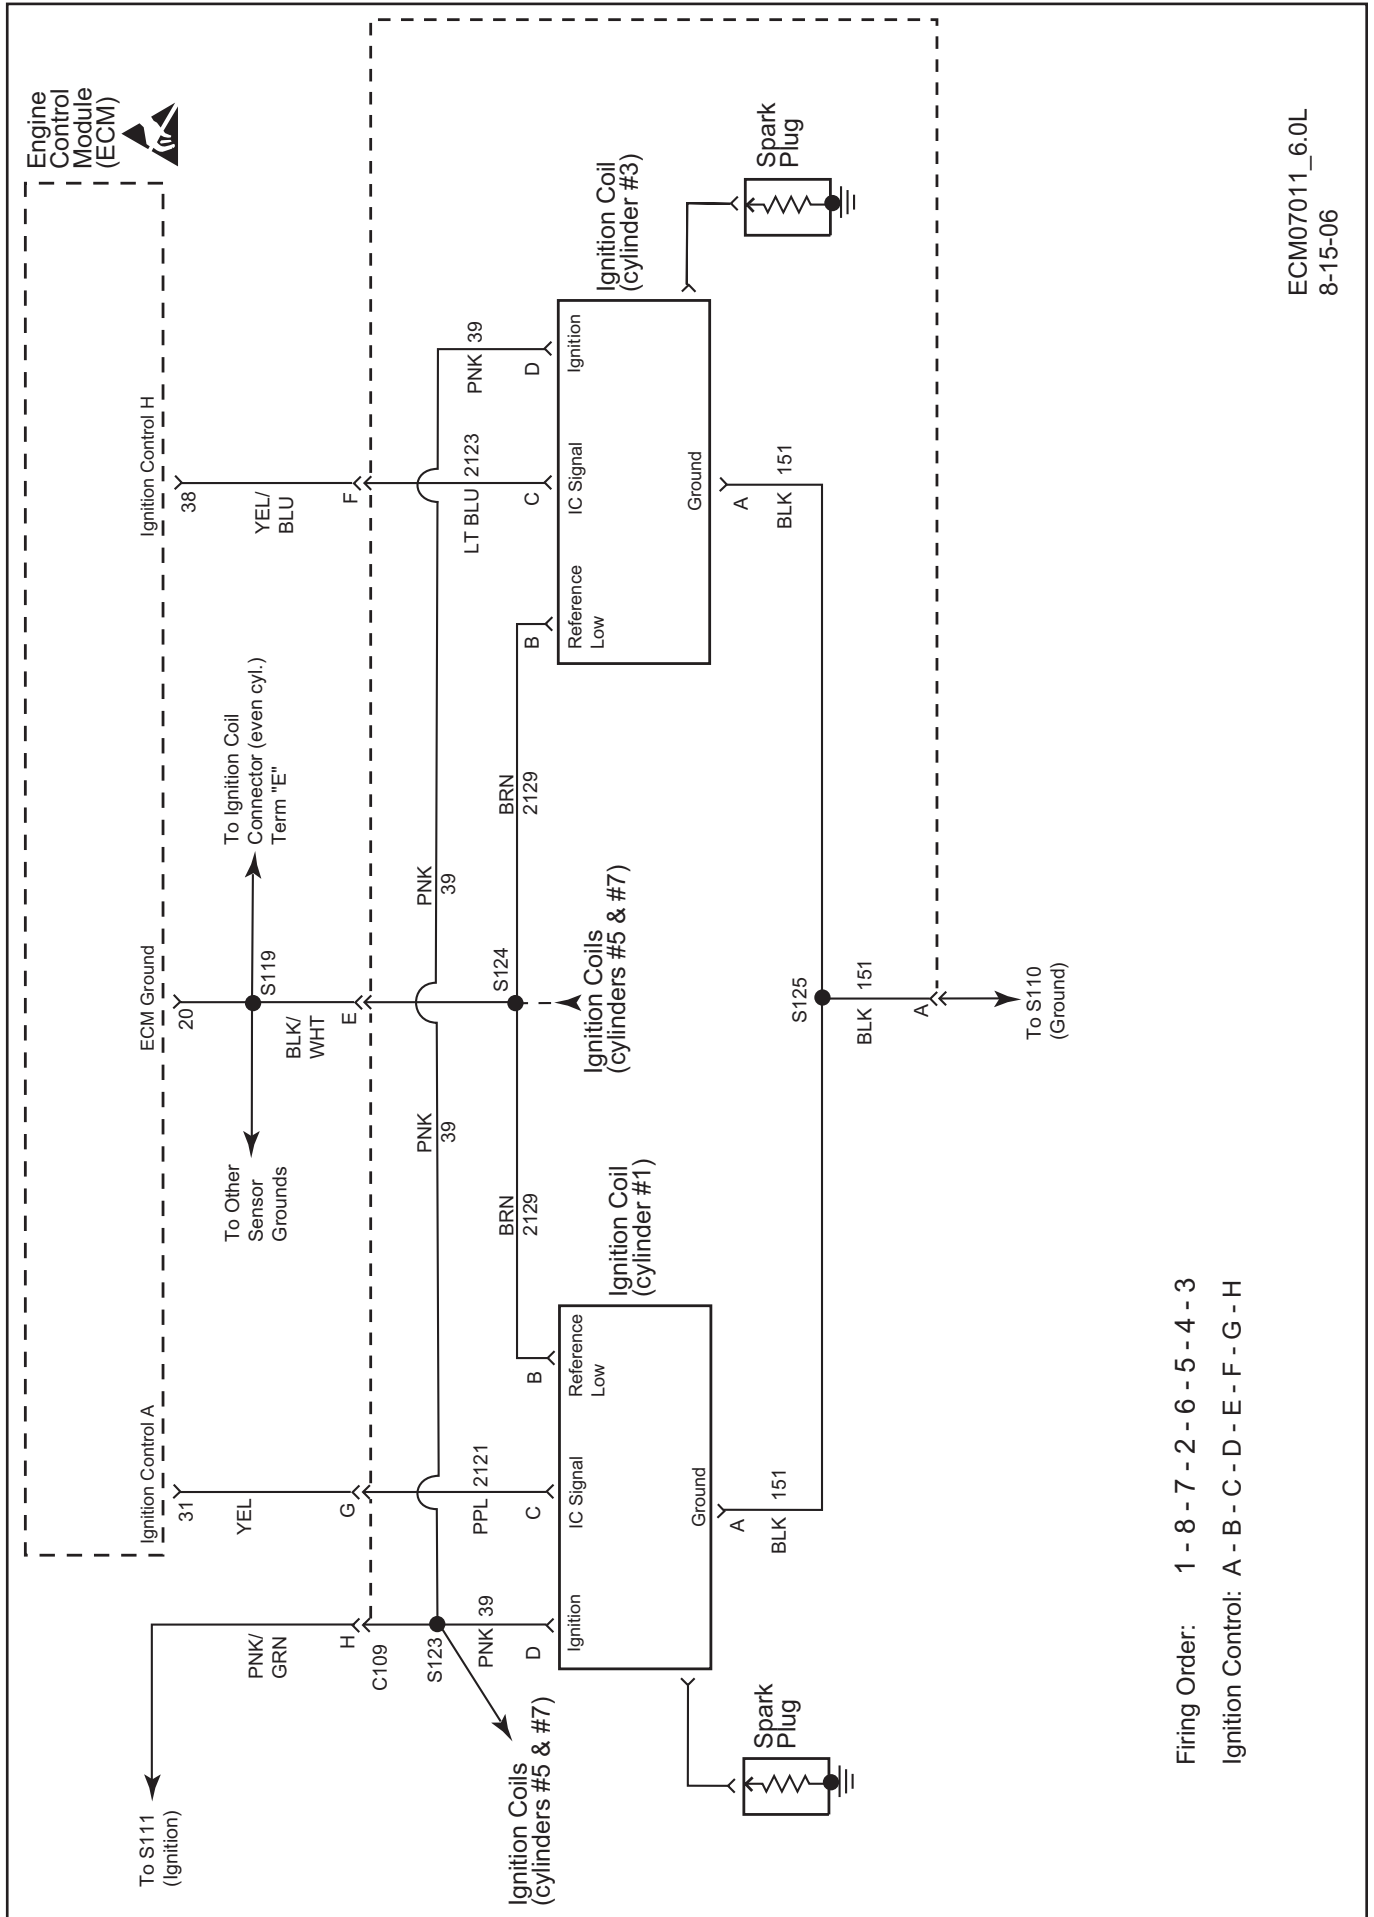 Engine
Control
Module
(ECM)
Ignition Control A
ECM Ground
Ignition Control H
31
20
38
To S111
(Ignition)
PNK/
GRN
YEL
To Other
Sensor
Grounds
S119
To Ignition Coil
Connector (even cyl.)
Term "E"
BLK/
WHT
YEL/
BLU
H
G
E
F
C109
S123
PNK
39
PNK
39
PNK 39
PPL 2121
LT BLU 2123
PNK 39
S124
BRN
2129
BRN
2129
D
C
B
B
C
D
Ignition Coils
(cylinders #5 & #7)
Ignition
IC Signal
Reference
Low
Ground
Ignition Coil
(cylinder #1)
Ignition Coils
(cylinders #5 & #7)
Reference
Low
IC Signal
Ignition
Ground
Ignition Coil
(cylinder #3)
Spark
Plug
A
BLK 151
A
BLK 151
Spark
Plug
S125
BLK 151
A
To S110
(Ground)
Firing Order: 1 - 8 - 7 - 2 - 6 - 5 - 4 - 3
Ignition Control: A - B - C - D - E - F - G - H
ECM07011_6.0L
8-15-06